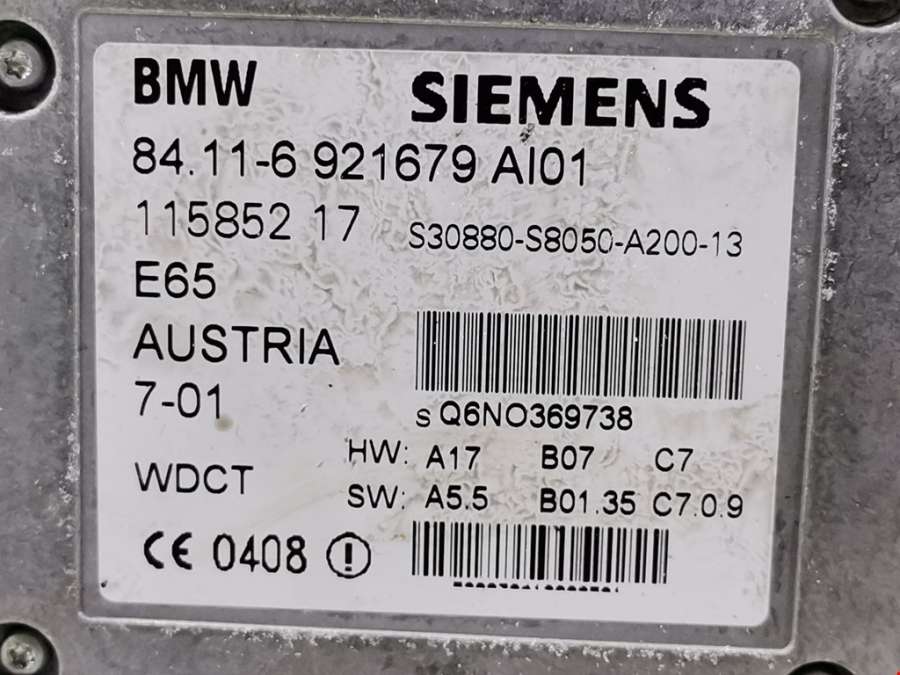 BMW SIEMENS
84.11-6 921679 AI01
115852 17 S30880-S8050-A200-13
E65
AUSTRIA
7-01
s Q6NO369738
HW: A17 B07 C7
WDCT
SW: A5.5 B01.35 C7.0.9
CE 0408